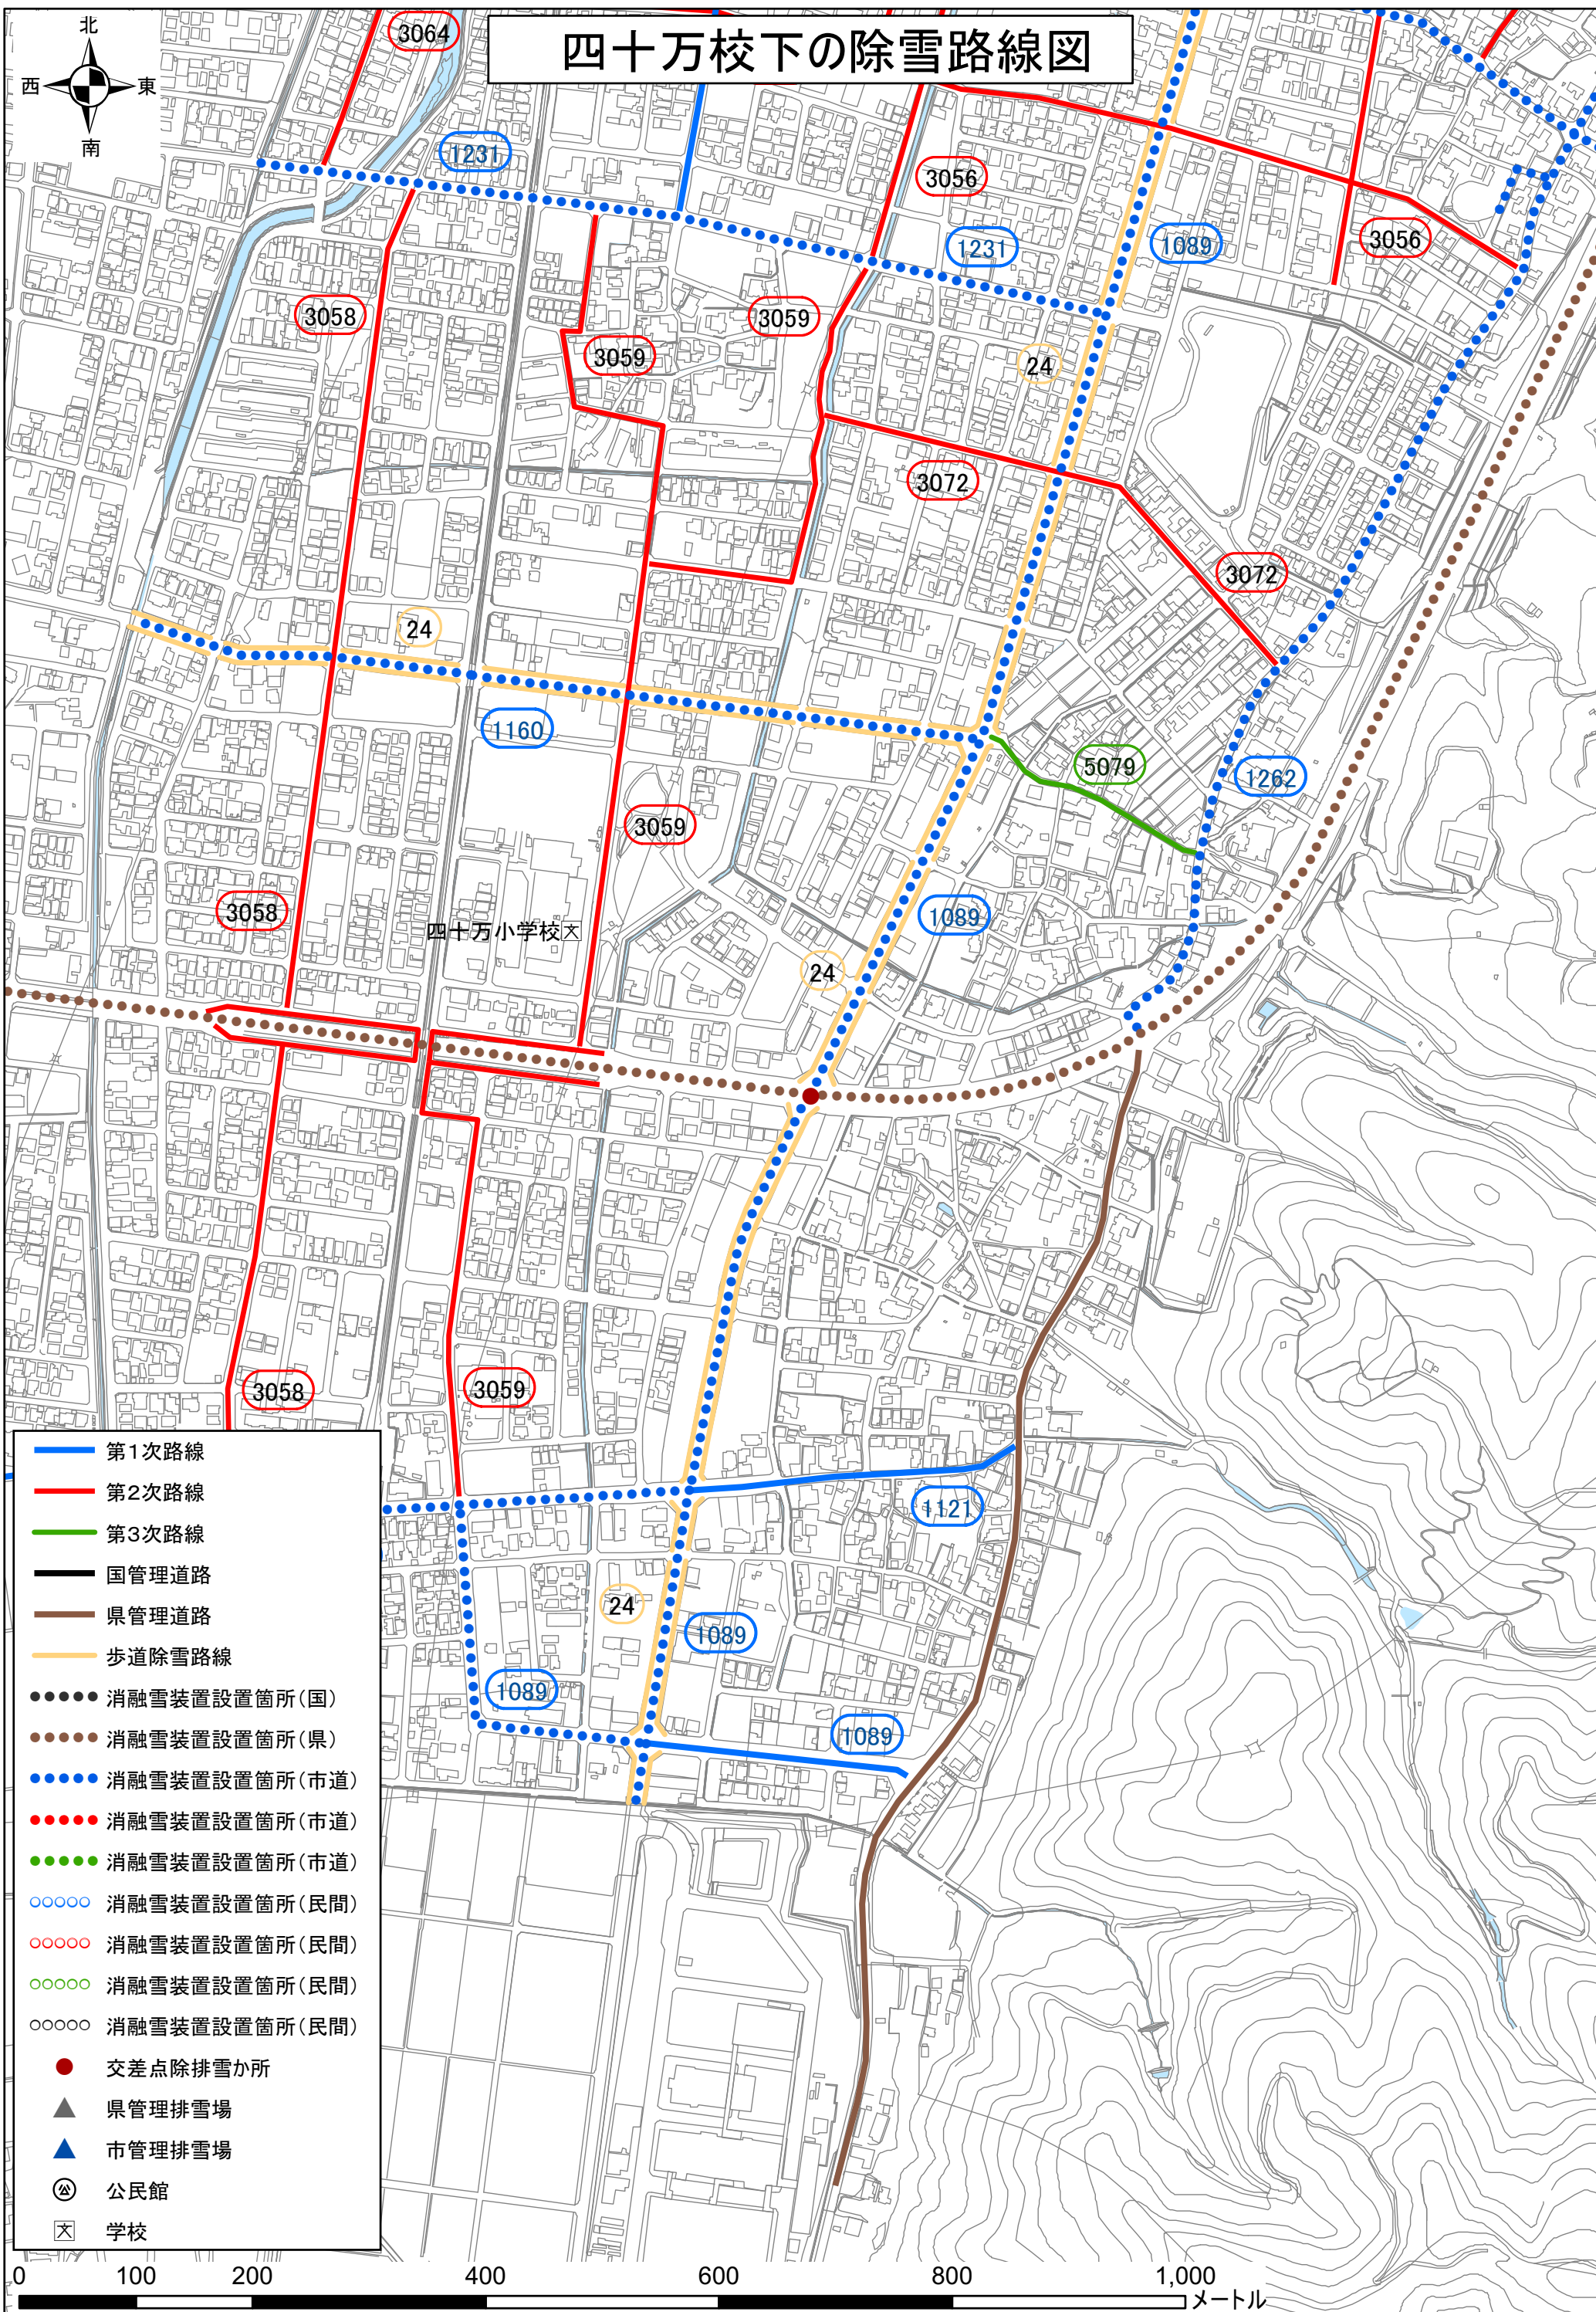 四十万校下の除雪路線図
北
西
東
南
3064
1231
3056
1231
1089
3056
3058
3059
3059
24
3072
3072
24
1160
5079
1262
3059
3058
1089
四十万小学校
文
24
3058
3059
1121
24
1089
1089
1089
第1次路線
第2次路線
第3次路線
国管理道路
県管理道路
歩道除雪路線
消融雪装置設置箇所(国)
消融雪装置設置箇所(県)
消融雪装置設置箇所(市道)
消融雪装置設置箇所(市道)
消融雪装置設置箇所(市道)
消融雪装置設置箇所(民間)
消融雪装置設置箇所(民間)
消融雪装置設置箇所(民間)
消融雪装置設置箇所(民間)
交差点除排雪か所
県管理排雪場
市管理排雪場
公 公民館
文 学校
0 100 200 400 600 800 1,000
メートル